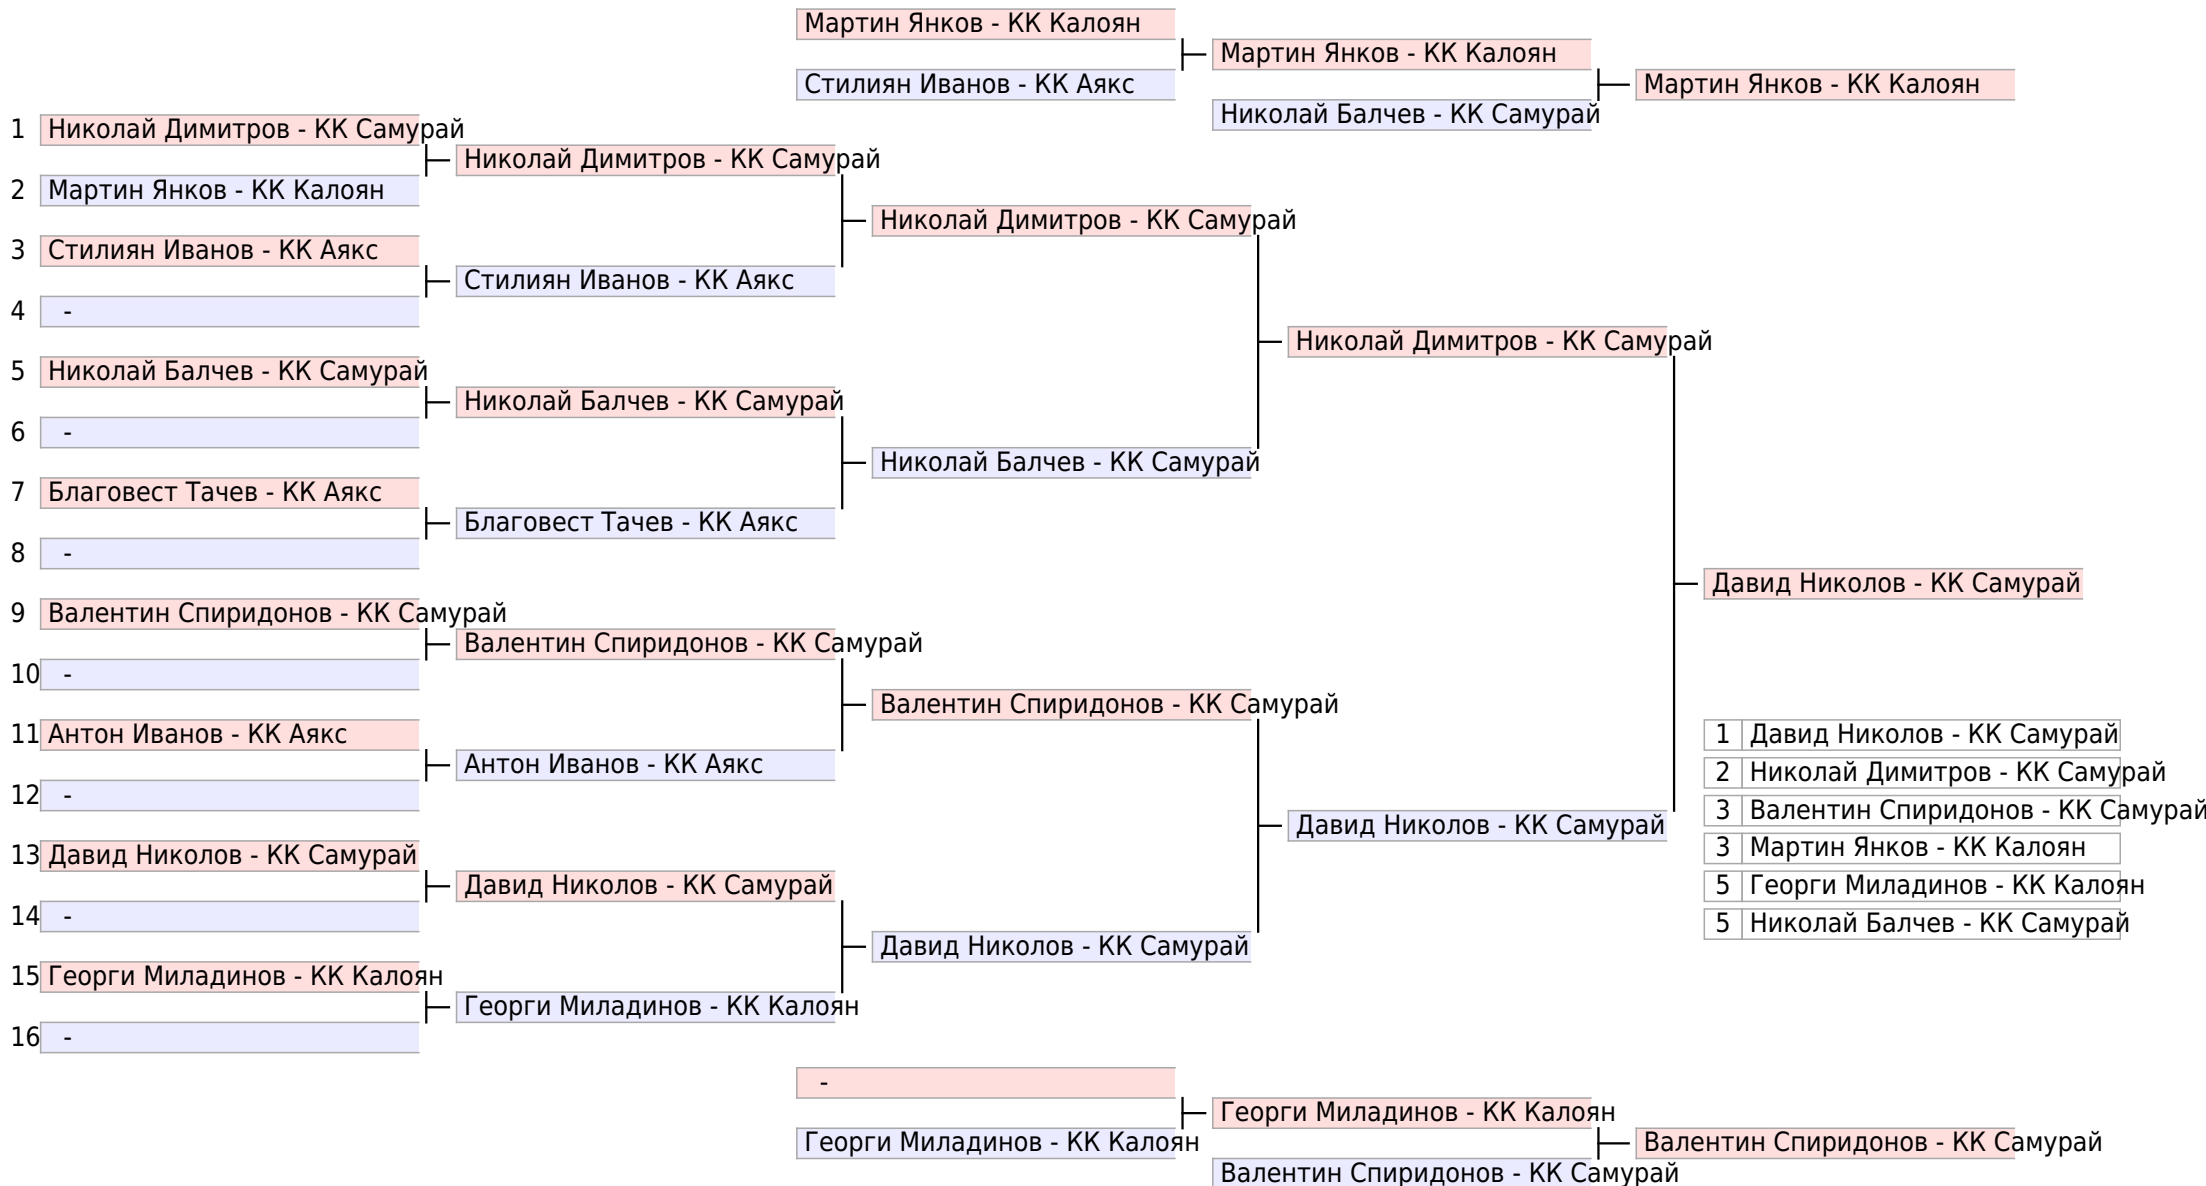 Мартин Янков - КК Калоян
Мартин Янков - КК Калоян
Стилиян Иванов - КК Аякс
Мартин Янков - КК Калоян
Николай Балчев - КК Самурай
1 Николай Димитров - КК Самурай
Николай Димитров - КК Самурай
2 Мартин Янков - КК Калоян
Николай Димитров - КК Самурай
3 Стилиян Иванов - КК Аякс
Стилиян Иванов - КК Аякс
4 -
Николай Димитров - КК Самурай
5 Николай Балчев - КК Самурай
Николай Балчев - КК Самурай
6 -
Николай Балчев - КК Самурай
7 Благовест Тачев - КК Аякс
Благовест Тачев - КК Аякс
8 -
Давид Николов - КК Самурай
9 Валентин Спиридонов - КК Самурай
Валентин Спиридонов - КК Самурай
10 -
Валентин Спиридонов - КК Самурай
11 Антон Иванов - КК Аякс
Антон Иванов - КК Аякс
12 -
Давид Николов - КК Самурай
13 Давид Николов - КК Самурай
Давид Николов - КК Самурай
14 -
Давид Николов - КК Самурай
15 Георги Миладинов - КК Калоян
Георги Миладинов - КК Калоян
16 -
1 Давид Николов - КК Самурай
2 Николай Димитров - КК Самурай
3 Валентин Спиридонов - КК Самурай
3 Мартин Янков - КК Калоян
5 Георги Миладинов - КК Калоян
5 Николай Балчев - КК Самурай
-
Георги Миладинов - КК Калоян
Георги Миладинов - КК Калоян
Валентин Спиридонов - КК Самурай
Валентин Спиридонов - КК Самурай